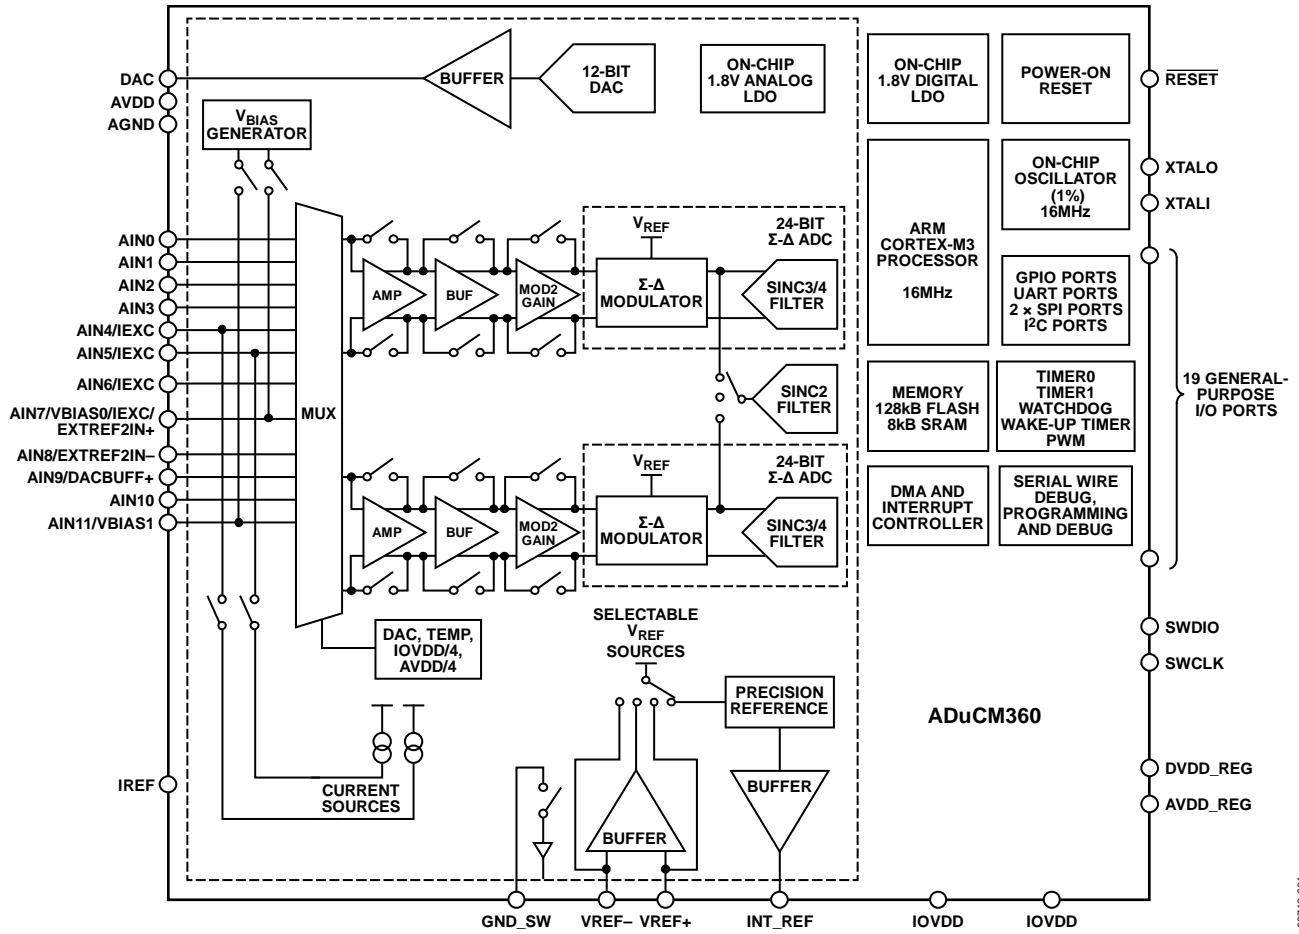 DAC
AVDD
AGND
BUFFER
12-BIT
DAC
ON-CHIP
1.8V ANALOG
LDO
ON-CHIP
1.8V DIGITAL
LDO
POWER-ON
RESET
RESET
VBIAS
GENERATOR
XTALO
XTALI
ON-CHIP
OSCILLATOR
(1%)
16MHz
ARM
CORTEX-M3
PROCESSOR
16MHz
GPIO PORTS
UART PORTS
2 × SPI PORTS
I2C PORTS
19 GENERAL-
PURPOSE
I/O PORTS
AIN0
AIN1
AIN2
AIN3
AIN4/IEXC
AIN5/IEXC
AIN6/IEXC
AIN7/VBIAS0/IEXC/
EXTREF2IN+
AIN8/EXTREF2IN–
AIN9/DACBUFF+
AIN10
AIN11/VBIAS1
MUX
AMP
BUF
MOD2
GAIN
VREF
24-BIT
Σ-Δ ADC
Σ-Δ
MODULATOR
SINC3/4
FILTER
SINC2
FILTER
MEMORY
128kB FLASH
8kB SRAM
TIMER0
TIMER1
WATCHDOG
WAKE-UP TIMER
PWM
AMP
BUF
MOD2
GAIN
VREF
24-BIT
Σ-Δ ADC
Σ-Δ
MODULATOR
SINC3/4
FILTER
DMA AND
INTERRUPT
CONTROLLER
SERIAL WIRE
DEBUG,
PROGRAMMING
AND DEBUG
DAC, TEMP,
IOVDD/4,
AVDD/4
SELECTABLE
VREF
SOURCES
PRECISION
REFERENCE
BUFFER
BUFFER
CURRENT
SOURCES
IREF
ADuCM360
SWDIO
SWCLK
DVDD_REG
AVDD_REG
GND_SW
VREF–
VREF+
INT_REF
IOVDD
IOVDD